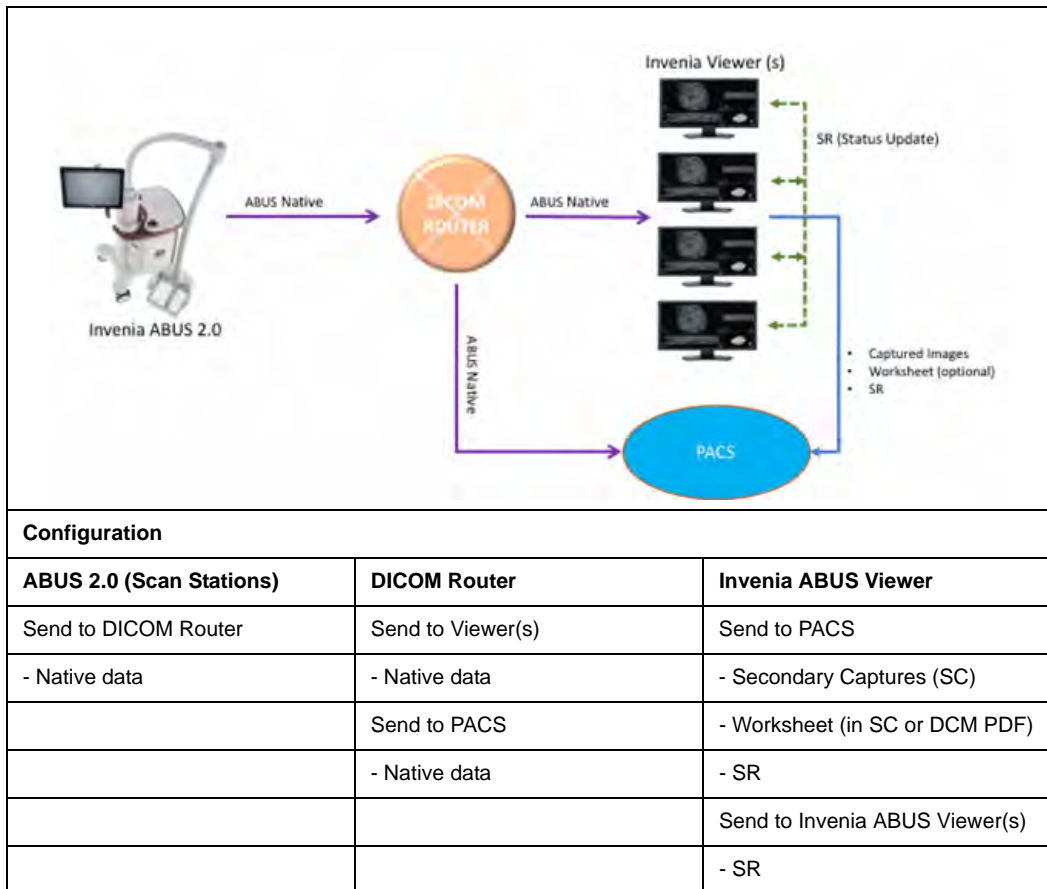 Invenia Viewer (s)
SR (Status Update)
ABUS Native
DICOM
ROUTER
ABUS Native
Invenia ABUS 2.0
ABUS Native
• Captured Images
• Worksheet (optional)
• SR
PACS
Configuration
ABUS 2.0 (Scan Stations) DICOM Router Invenia ABUS Viewer
Send to DICOM Router Send to Viewer(s) Send to PACS
- Native data - Native data - Secondary Captures (SC)
Send to PACS - Worksheet (in SC or DCM PDF)
- Native data - SR
Send to Invenia ABUS Viewer(s)
- SR